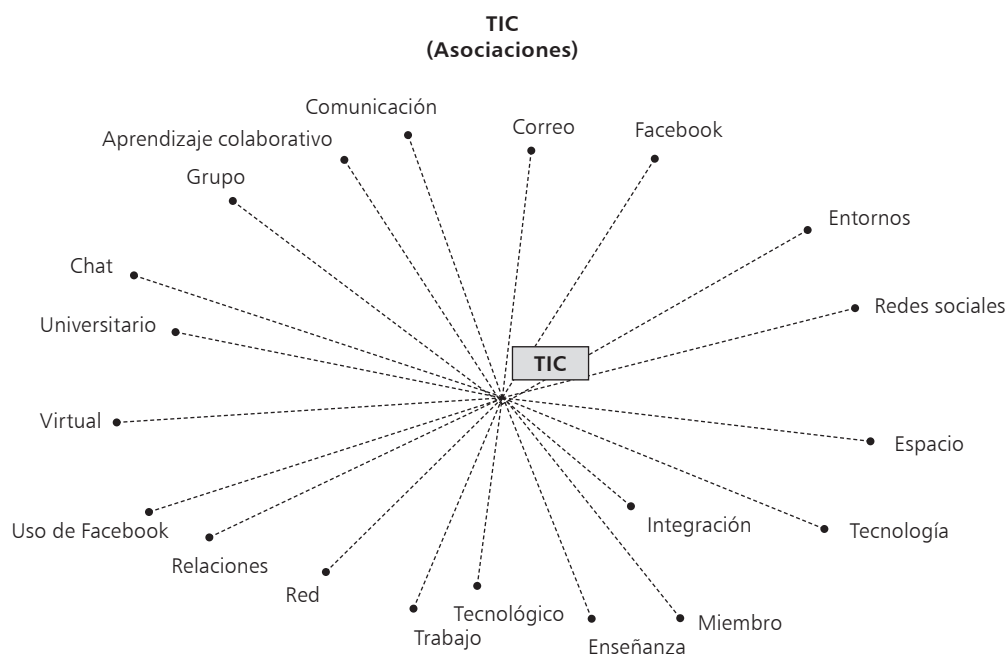 TIC
(Asociaciones)
Comunicación
Correo
Facebook
Aprendizaje colaborativo
Grupo
Entornos
Chat
Redes sociales
Universitario
TIC
Virtual
Espacio
Uso de Facebook
Integración
Tecnología
Relaciones
Red
Tecnológico
Miembro
Trabajo
Enseñanza